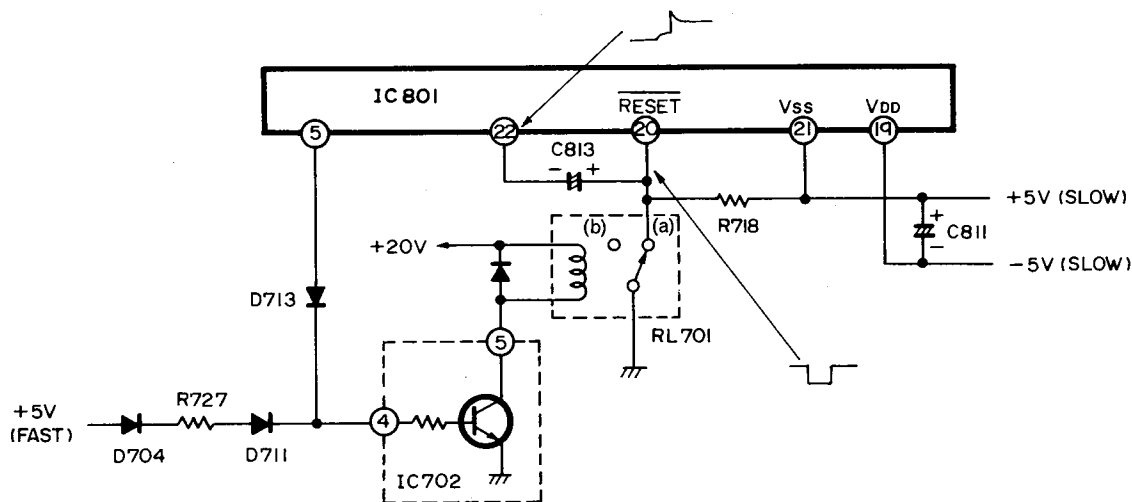 IC801
RESET
VSS
VDD
5
22
20
21
19
C813
- +
R718
+5V (SLOW)
+
C811
-
-5V (SLOW)
(b)
(a)
+20V
RL701
D713
5
+5V
(FAST)
D704
R727
D711
4
IC702